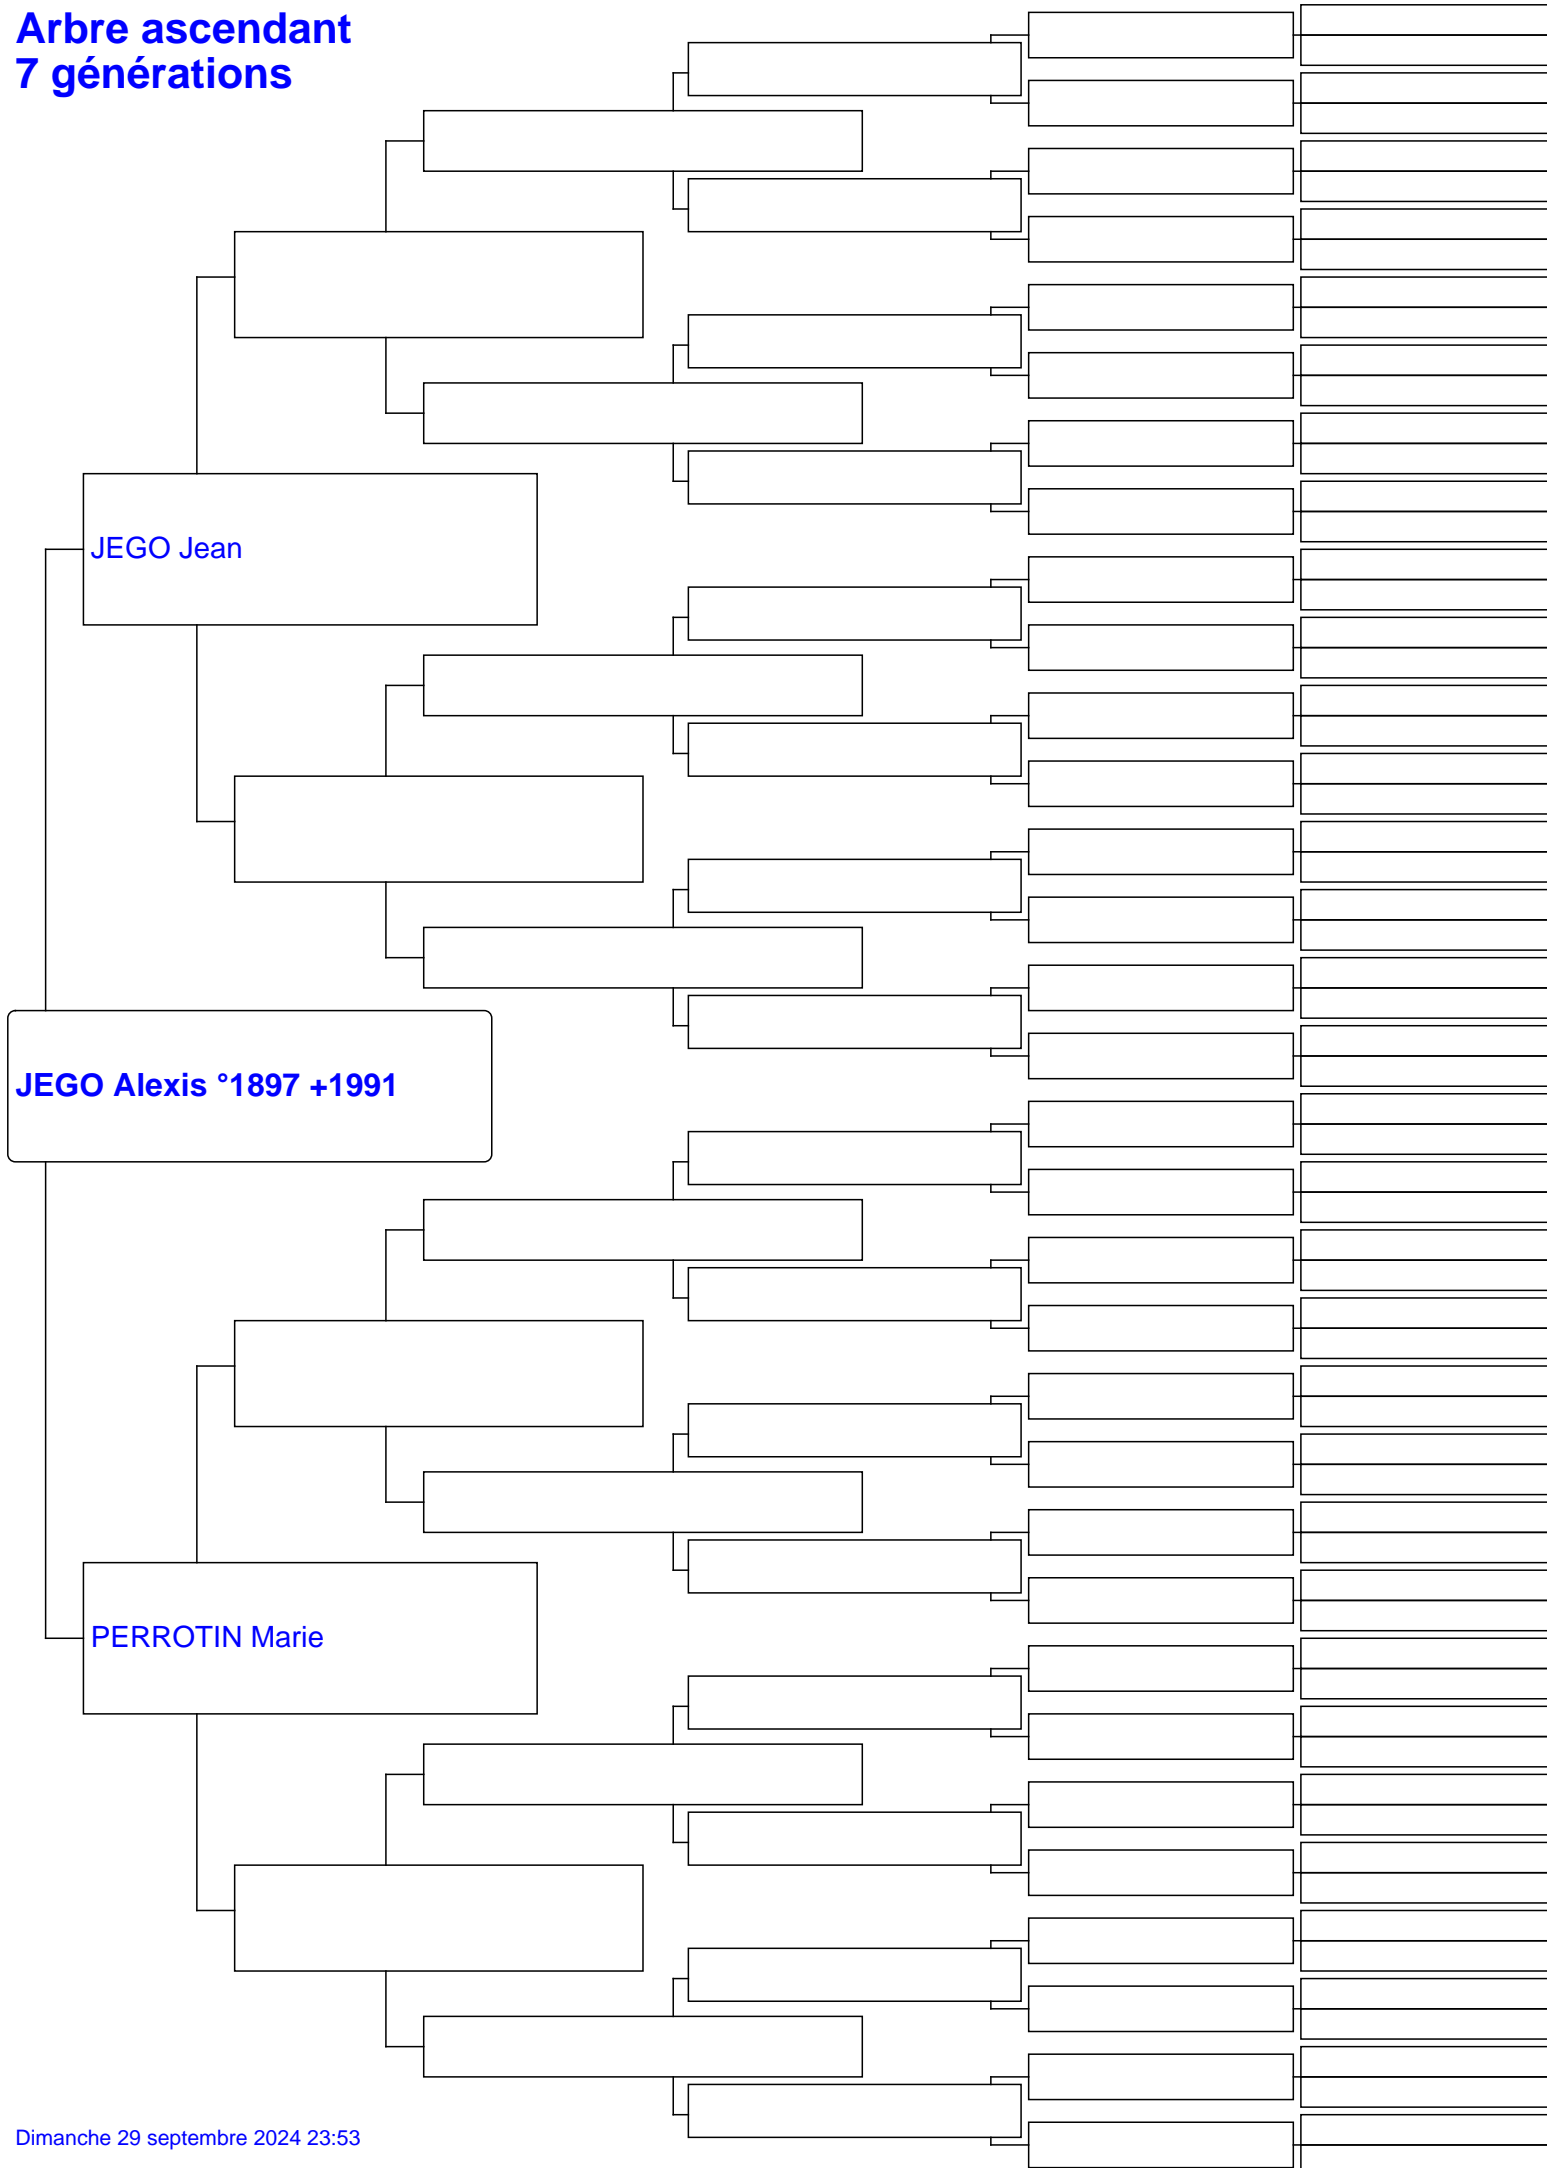 Arbre ascendant
7 générations
JEGO Jean
JEGO Alexis °1897 +1991
PERROTIN Marie
Dimanche 29 septembre 2024 23:53